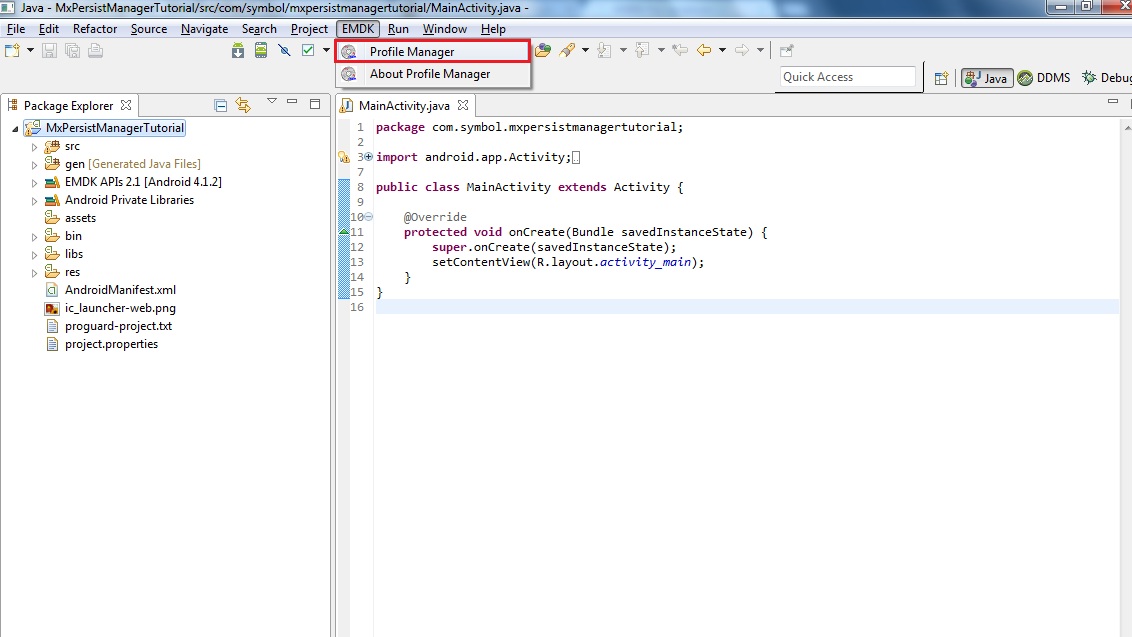 Java - MxPersistManagerTutorial/src/com/symbol/mxpersistmanagertutorial/MainActivity.java -
File Edit Refactor Source Navigate Search Project EMDK Run Window Help
Profile Manager
About Profile Manager
Quick Access
Java
DDMS
Debug
Package Explorer
MxPersistManagerTutorial
src
gen [Generated Java Files]
EMDK APIs 2.1 [Android 4.1.2]
Android Private Libraries
assets
bin
libs
res
AndroidManifest.xml
ic_launcher-web.png
proguard-project.txt
project.properties
MainActivity.java
1 package com.symbol.mxpersistmanagertutorial;
2
3 import android.app.Activity;
7
8 public class MainActivity extends Activity {
9
10 @Override
11 protected void onCreate(Bundle savedInstanceState) {
12 super.onCreate(savedInstanceState);
13 setContentView(R.layout.activity_main);
14 }
15 }
16